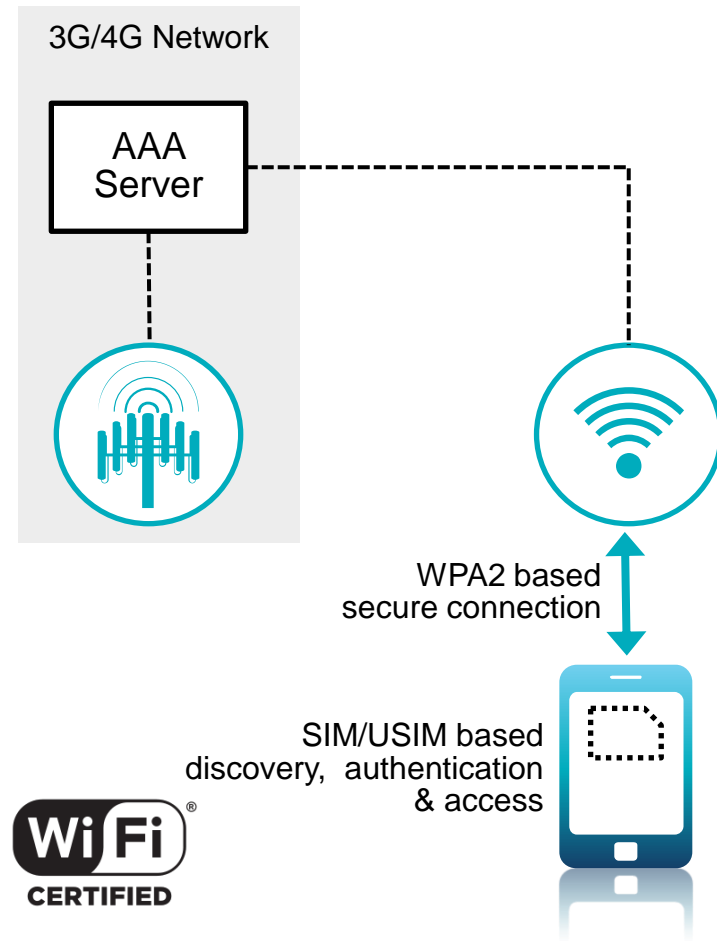 3G/4G Network
AAA
Server
WPA2 based
secure connection
SIM/USIM based
discovery, authentication
& access
Wi Fi®
CERTIFIED